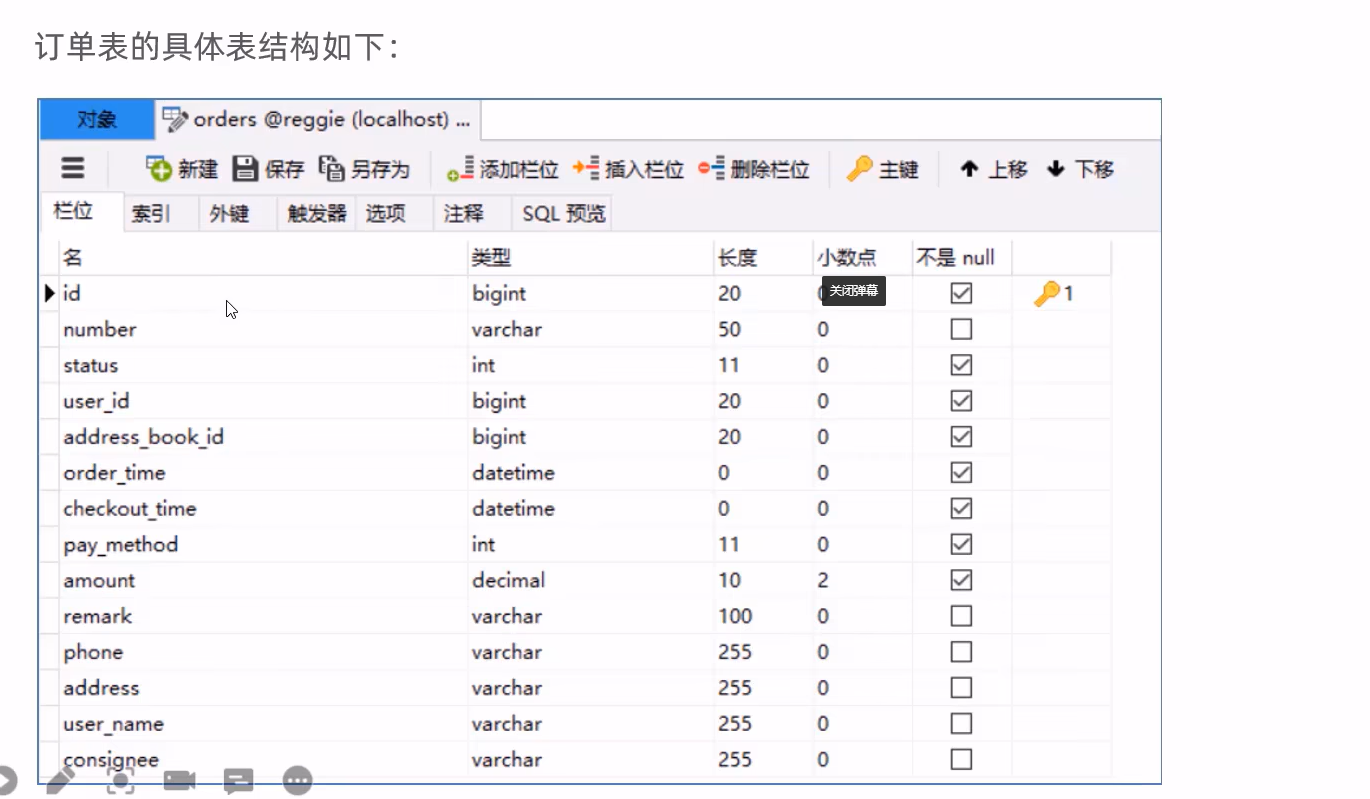 订单表的具体表结构如下：
对象 orders @reggie (localhost) ...
新建 保存 另存为 添加栏位 插入栏位 删除栏位 主键 上移 下移
栏位 索引 外键 触发器 选项 注释 SQL 预览
名 类型 长度 小数点 不是 null
id bigint 20 关闭弹幕 1
number varchar 50 0
status int 11 0
user_id bigint 20 0
address_book_id bigint 20 0
order_time datetime 0 0
checkout_time datetime 0 0
pay_method int 11 0
amount decimal 10 2
remark varchar 100 0
phone varchar 255 0
address varchar 255 0
user_name varchar 255 0
consignee varchar 255 0